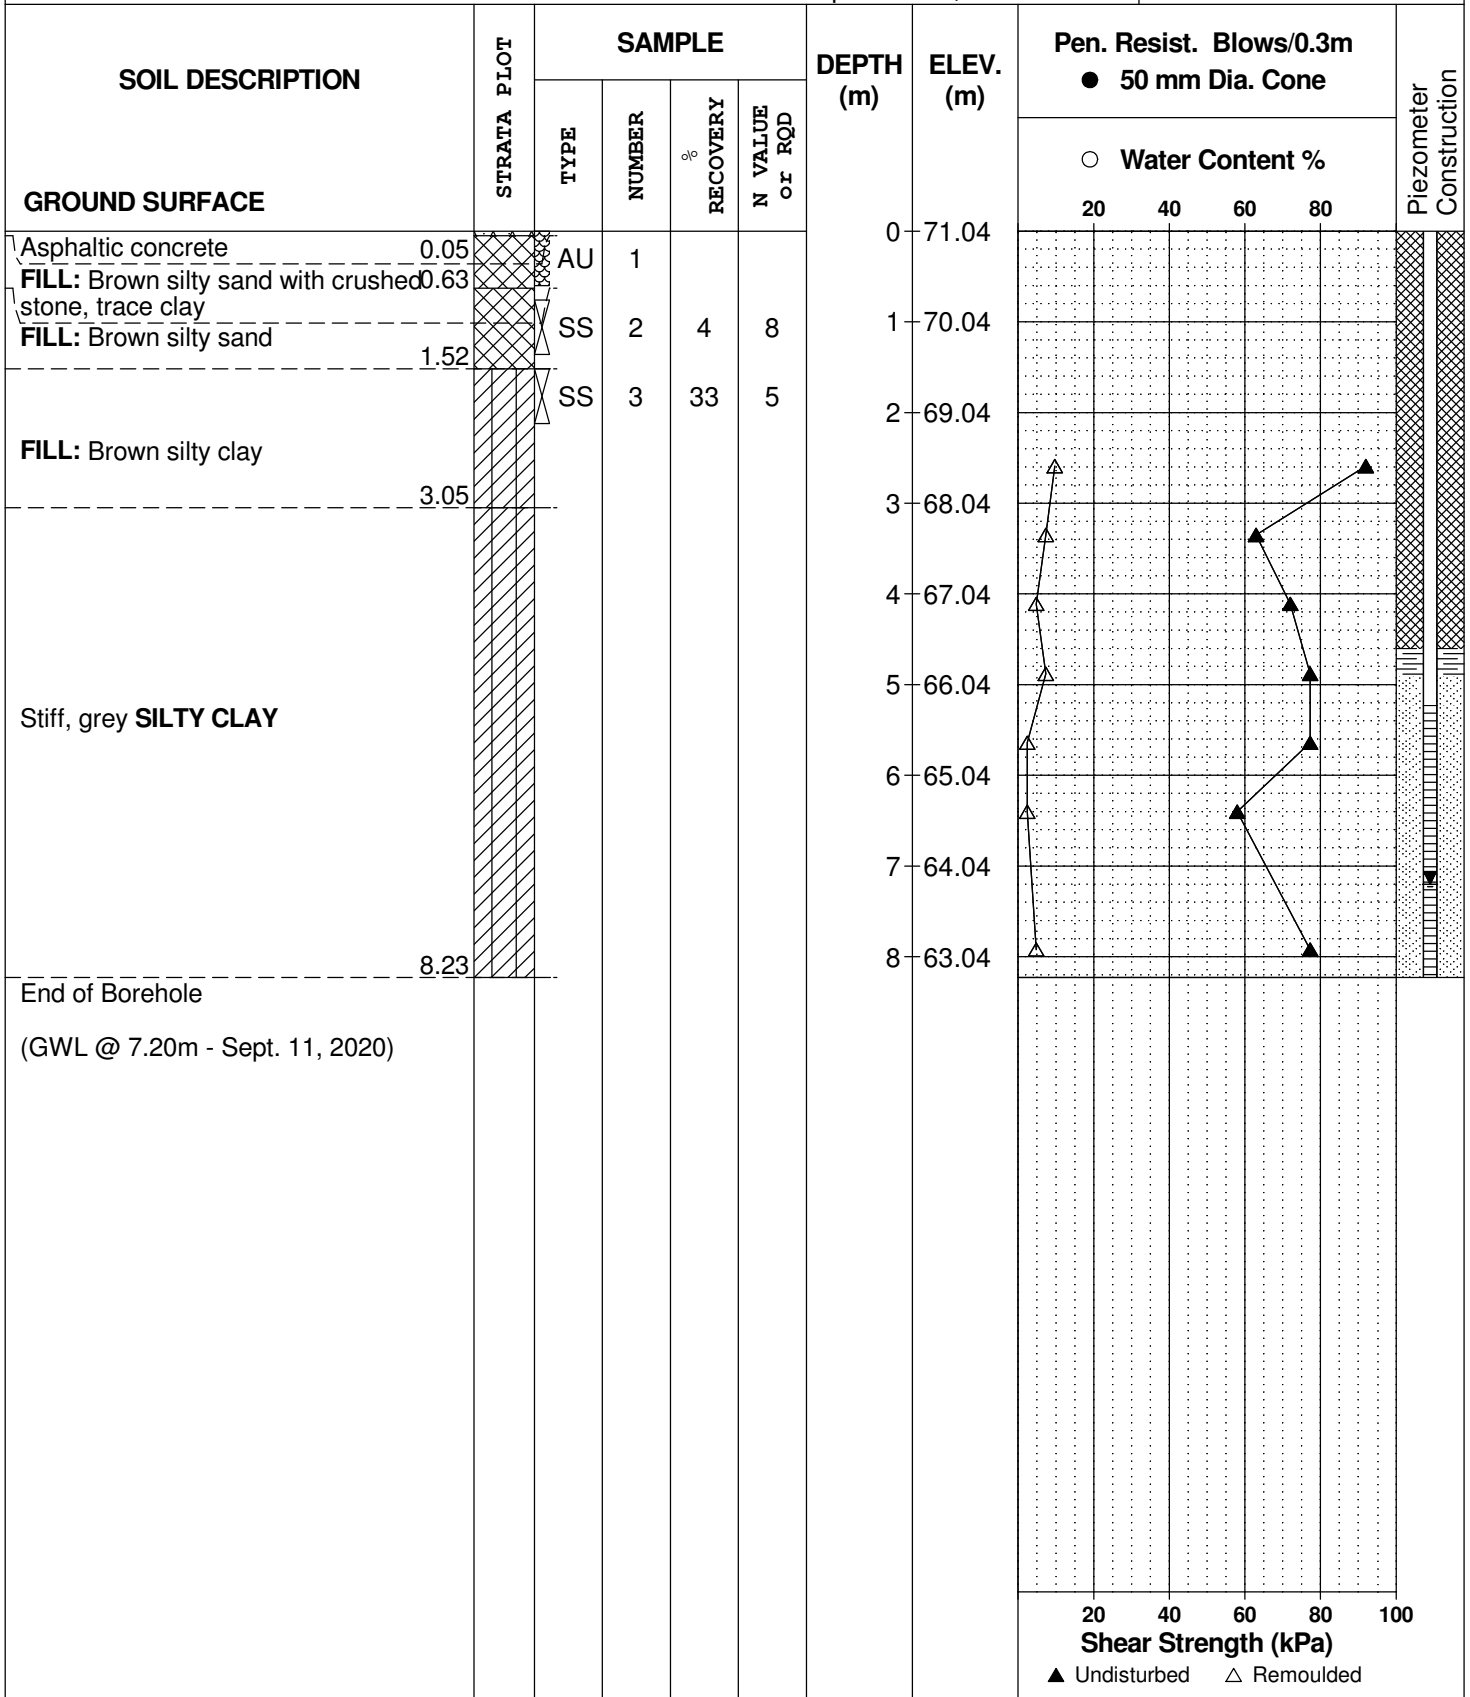 SOIL DESCRIPTION
GROUND SURFACE
STRATA PLOT
SAMPLE
TYPE
NUMBER
%
RECOVERY
N VALUE
or RQD
DEPTH
(m)
ELEV.
(m)
Pen. Resist. Blows/0.3m
● 50 mm Dia. Cone
○ Water Content %
20 40 60 80
Piezometer
Construction
Asphaltic concrete 0.05
FILL: Brown silty sand with crushed 0.63
stone, trace clay
FILL: Brown silty sand
1.52
FILL: Brown silty clay
3.05
Stiff, grey SILTY CLAY
8.23
End of Borehole
(GWL @ 7.20m - Sept. 11, 2020)
AU 1
SS 2 4 8
SS 3 33 5
0 71.04
1 70.04
2 69.04
3 68.04
4 67.04
5 66.04
6 65.04
7 64.04
8 63.04
20 40 60 80 100
Shear Strength (kPa)
▲ Undisturbed △ Remoulded